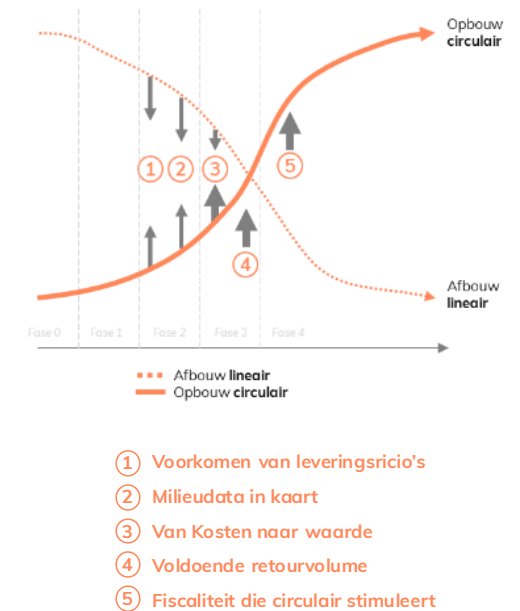 Opbouw
circulair
1
2
3
5
4
Afbouw
lineair
Fase 0
Fase 1
Fase 2
Fase 3
Fase 4
Afbouw lineair
Opbouw circulair
1 Voorkomen van leveringsricio's
2 Milieudata in kaart
3 Van Kosten naar waarde
4 Voldoende retourvolume
5 Fiscaliteit die circulair stimuleert